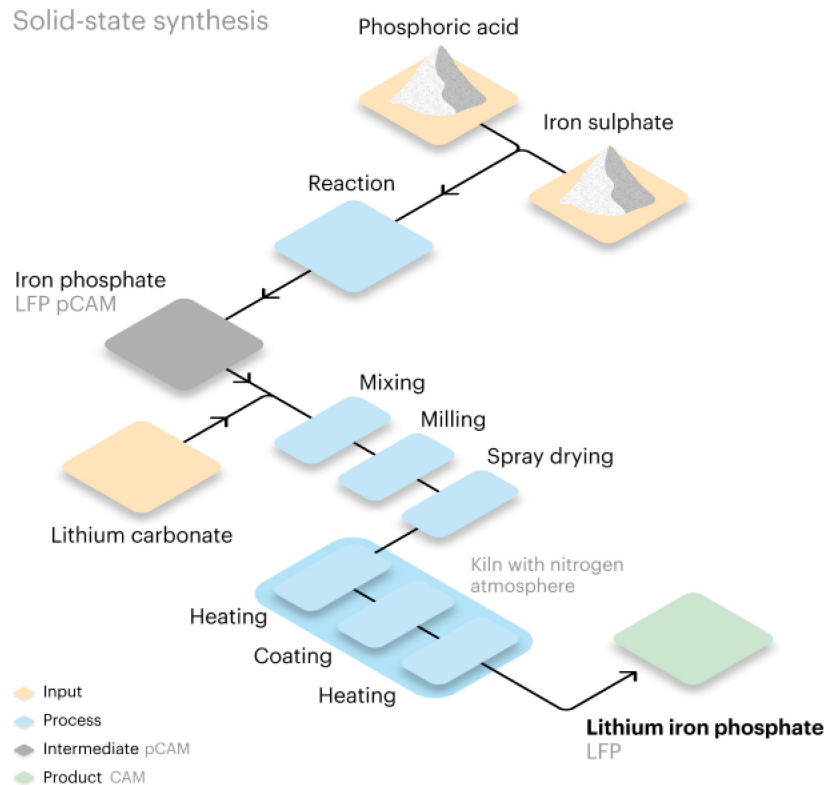 Solid-state synthesis
Phosphoric acid
Iron sulphate
Reaction
Iron phosphate
LFP pCAM
Mixing
Milling
Spray drying
Lithium carbonate
Kiln with nitrogen
atmosphere
Heating
Coating
Heating
Lithium iron phosphate
LFP
Input
Process
Intermediate pCAM
Product CAM